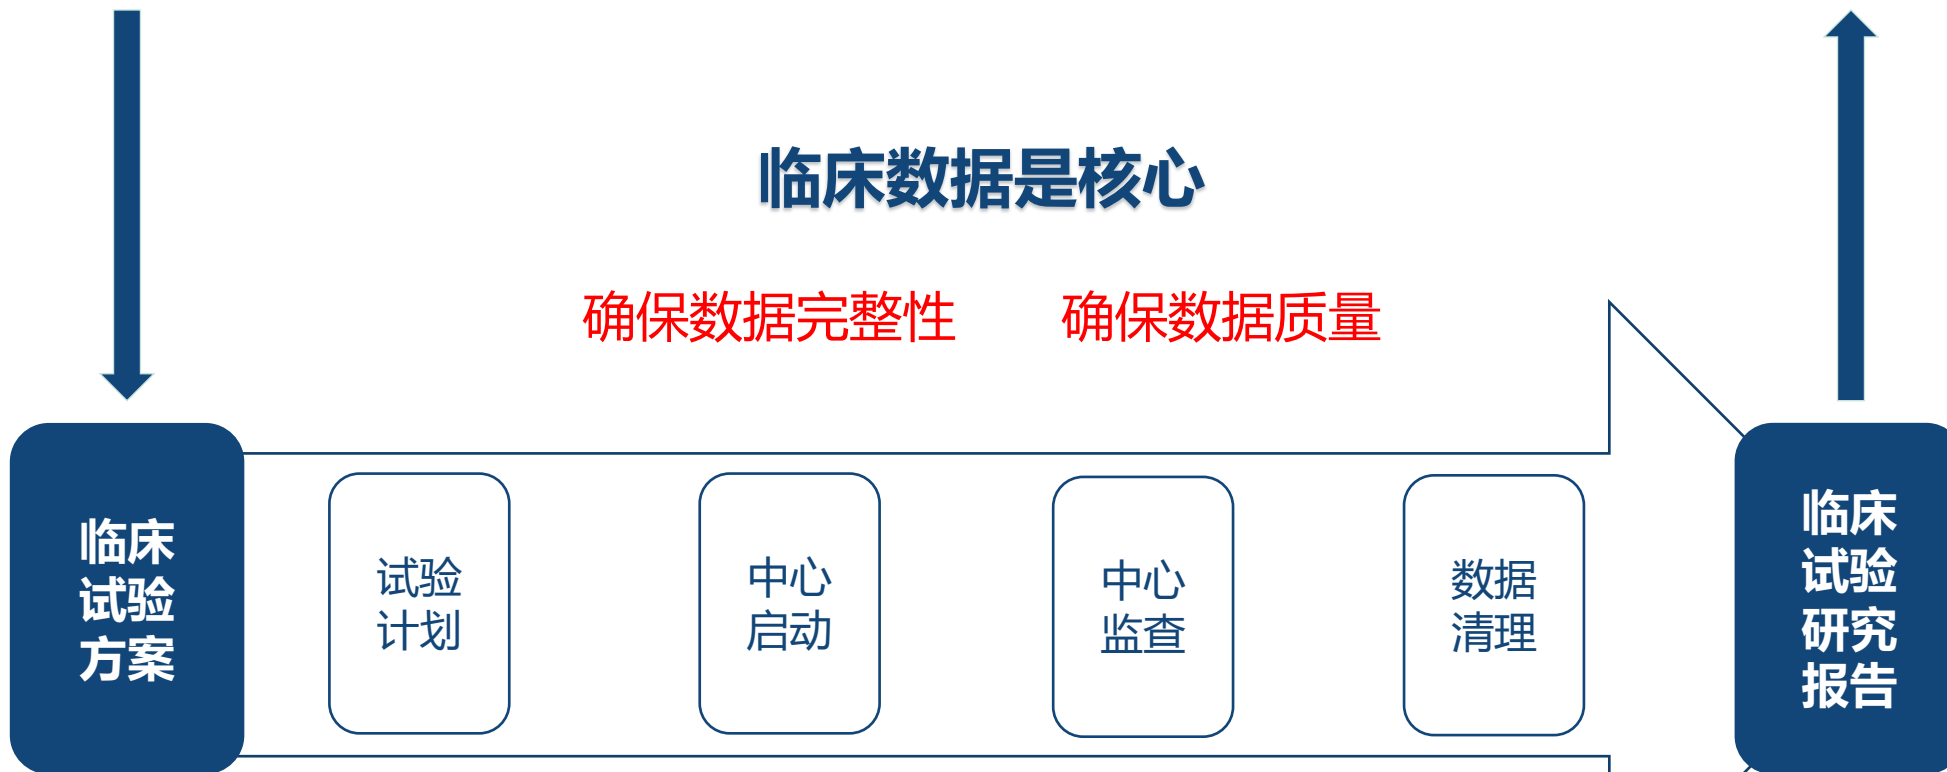 临床数据是核心
确保数据完整性 确保数据质量
临床
试验
方案
试验
计划
中心
启动
中心
监查
数据
清理
临床
试验
研究
报告